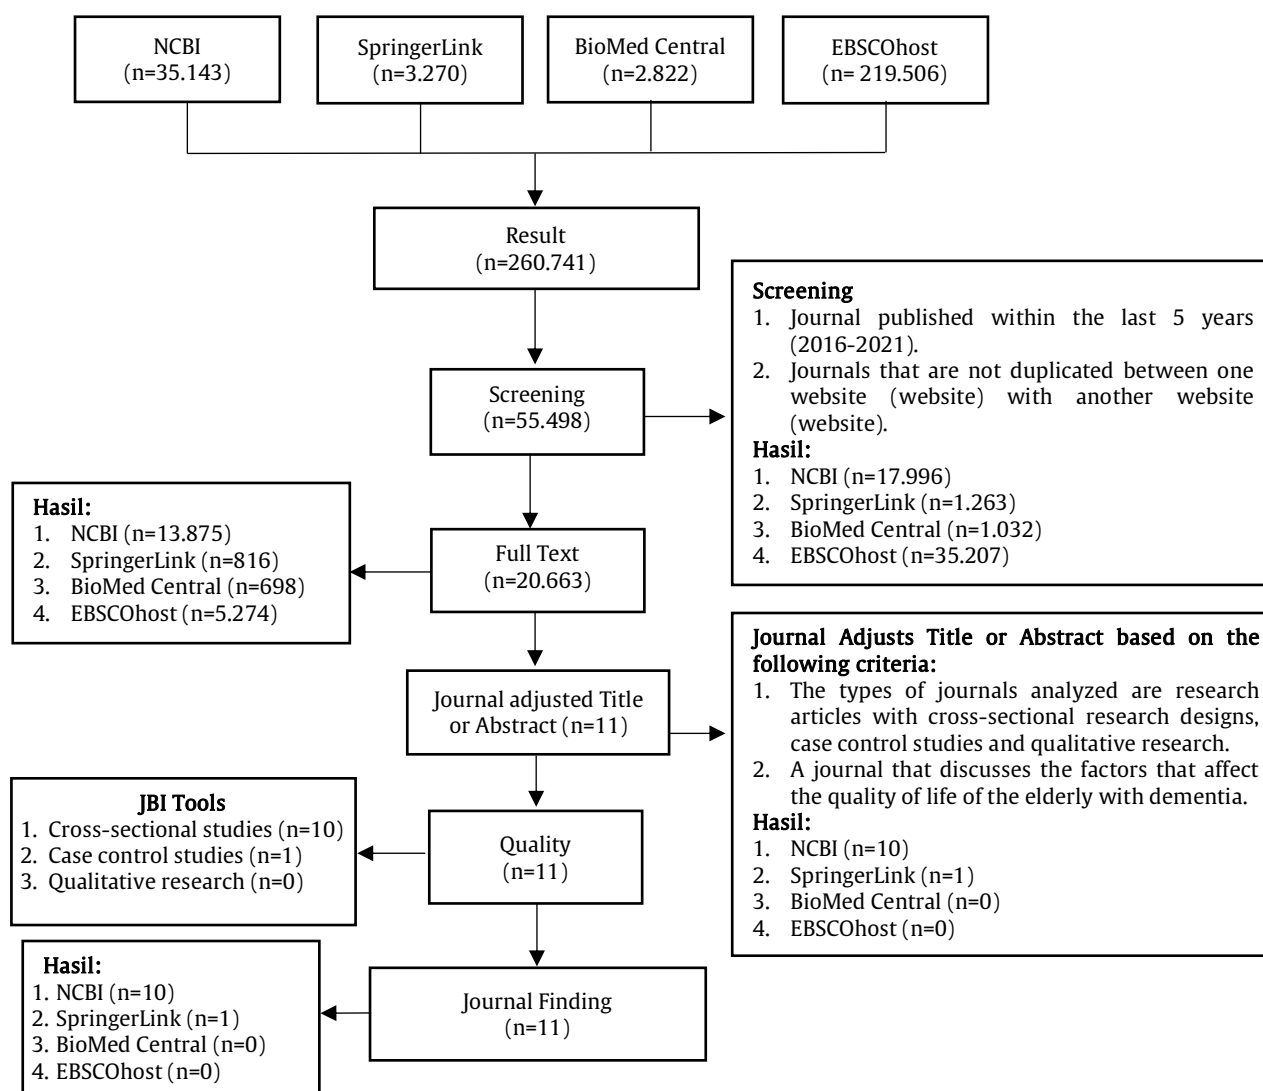 NCBI
(n=35.143)
SpringerLink
(n=3.270)
BioMed Central
(n=2.822)
EBSCOhost
(n= 219.506)
Result
(n=260.741)
Screening
(n=55.498)
Screening
1. Journal published within the last 5 years
(2016-2021).
2. Journals that are not duplicated between one
website (website) with another website
(website).
Hasil:
1. NCBI (n=17.996)
2. SpringerLink (n=1.263)
3. BioMed Central (n=1.032)
4. EBSCOhost (n=35.207)
Full Text
(n=20.663)
Hasil:
1. NCBI (n=13.875)
2. SpringerLink (n=816)
3. BioMed Central (n=698)
4. EBSCOhost (n=5.274)
Journal adjusted Title
or Abstract (n=11)
Journal Adjusts Title or Abstract based on the
following criteria:
1. The types of journals analyzed are research
articles with cross-sectional research designs,
case control studies and qualitative research.
2. A journal that discusses the factors that affect
the quality of life of the elderly with dementia.
Hasil:
1. NCBI (n=10)
2. SpringerLink (n=1)
3. BioMed Central (n=0)
4. EBSCOhost (n=0)
Quality
(n=11)
JBI Tools
1. Cross-sectional studies (n=10)
2. Case control studies (n=1)
3. Qualitative research (n=0)
Journal Finding
(n=11)
Hasil:
1. NCBI (n=10)
2. SpringerLink (n=1)
3. BioMed Central (n=0)
4. EBSCOhost (n=0)